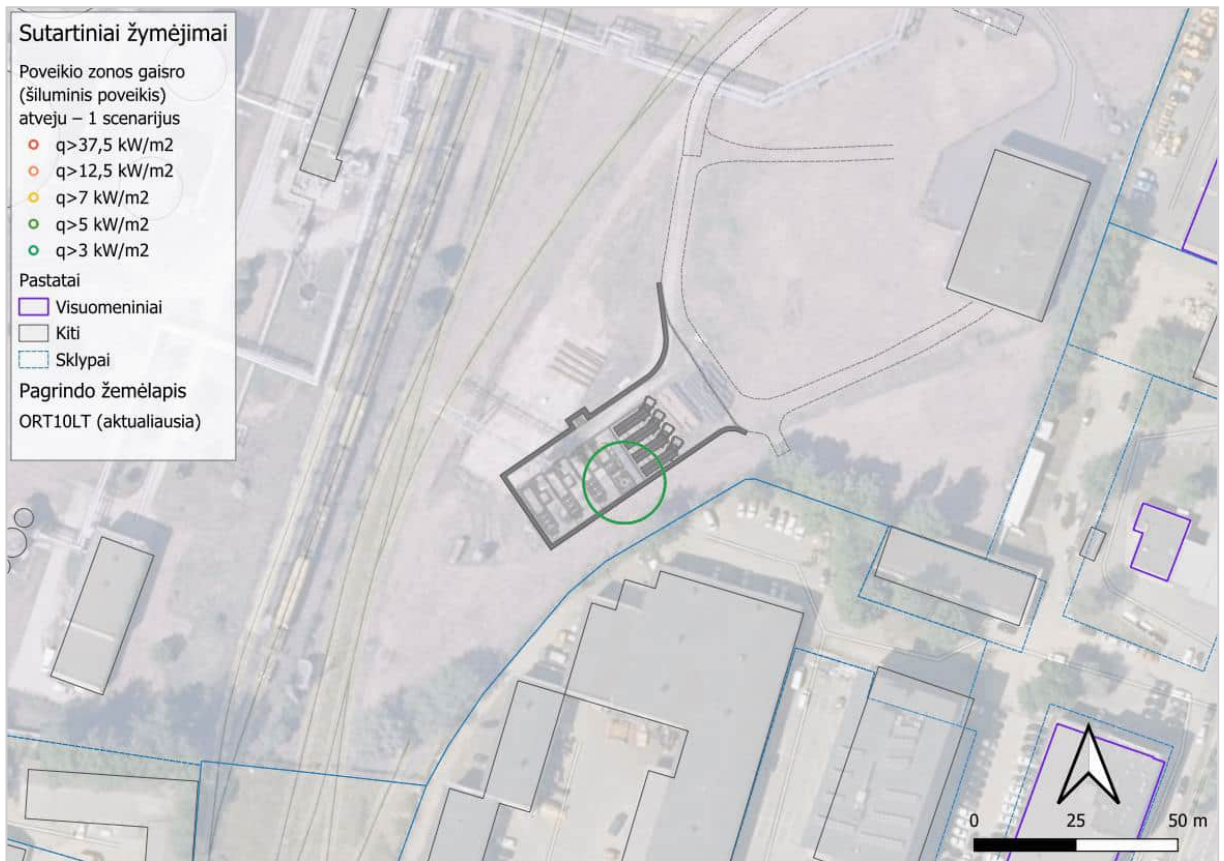 Sutartiniai žymėjimai
Poveikio zonos gaisro
(šiluminis poveikis)
atveju – 1 scenarijus
q>37,5 kW/m2
q>12,5 kW/m2
q>7 kW/m2
q>5 kW/m2
q>3 kW/m2
Pastatai
Visuomeniniai
Kiti
Sklypai
Pagrindo žemėlapis
ORT10LT (aktualiausia)
0 25 50 m